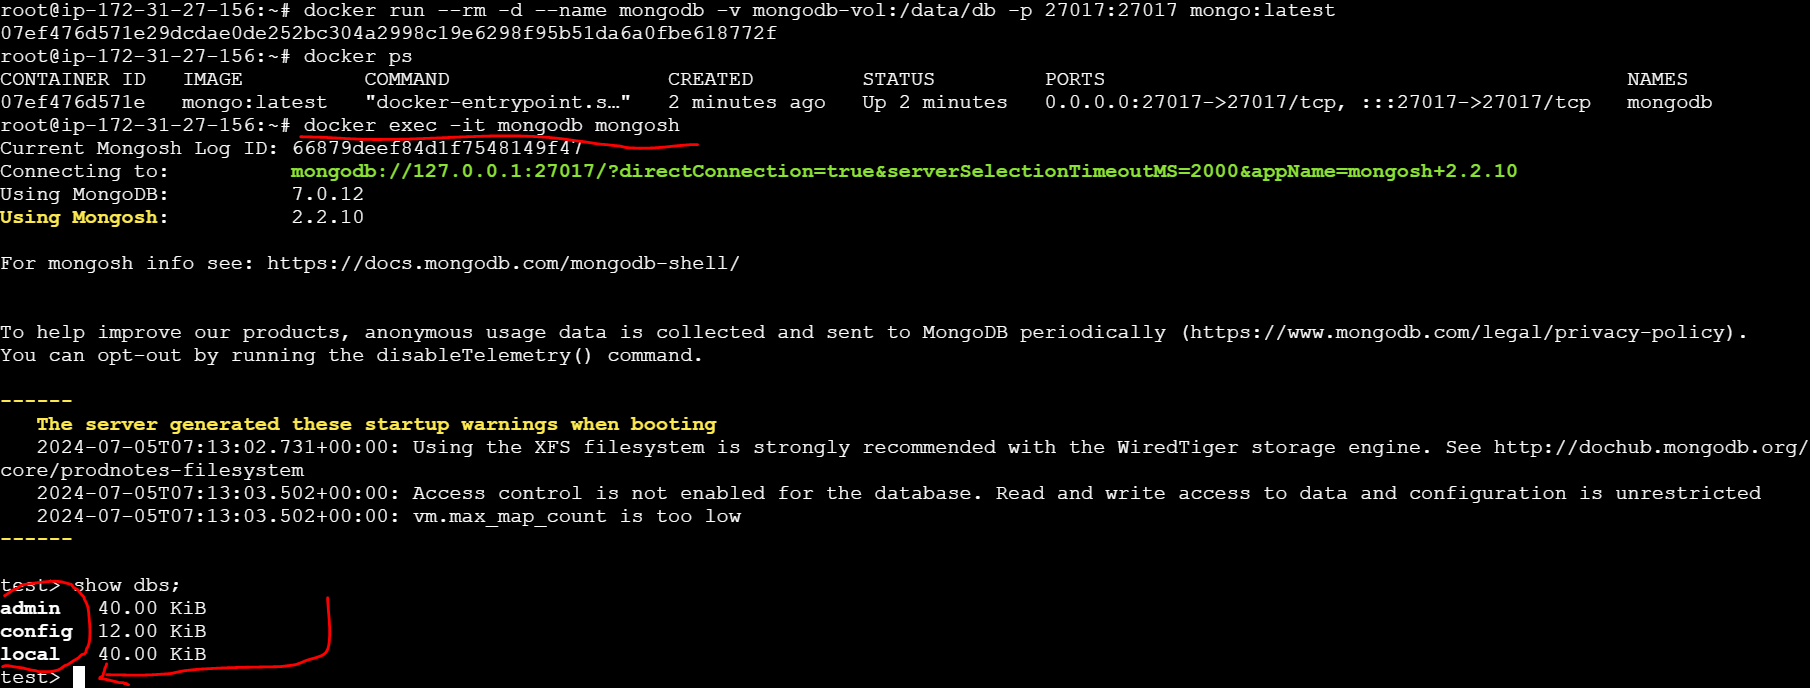 root@ip-172-31-27-156:~# docker run --rm -d --name mongodb -v mongodb-vol:/data/db -p 27017:27017 mongo:latest
07ef476d571e29dcdae0de252bc304a2998c19e6298f95b51da6a0fbe618772f
root@ip-172-31-27-156:~# docker ps
CONTAINER ID   IMAGE          COMMAND                  CREATED         STATUS         PORTS                                           NAMES
07ef476d571e   mongo:latest   "docker-entrypoint.s…"   2 minutes ago   Up 2 minutes   0.0.0.0:27017->27017/tcp, :::27017->27017/tcp   mongodb
root@ip-172-31-27-156:~# docker exec -it mongodb mongosh
Current Mongosh Log ID: 66879deef84d1f7548149f47
Connecting to:          mongodb://127.0.0.1:27017/?directConnection=true&serverSelectionTimeoutMS=2000&appName=mongosh+2.2.10
Using MongoDB:          7.0.12
Using Mongosh:          2.2.10
For mongosh info see: https://docs.mongodb.com/mongodb-shell/
To help improve our products, anonymous usage data is collected and sent to MongoDB periodically (https://www.mongodb.com/legal/privacy-policy).
You can opt-out by running the disableTelemetry() command.
------
   The server generated these startup warnings when booting
   2024-07-05T07:13:02.731+00:00: Using the XFS filesystem is strongly recommended with the WiredTiger storage engine. See http://dochub.mongodb.org/
core/prodnotes-filesystem
   2024-07-05T07:13:03.502+00:00: Access control is not enabled for the database. Read and write access to data and configuration is unrestricted
   2024-07-05T07:13:03.502+00:00: vm.max_map_count is too low
------
test> show dbs;
admin   40.00 KiB
config  12.00 KiB
local   40.00 KiB
test>